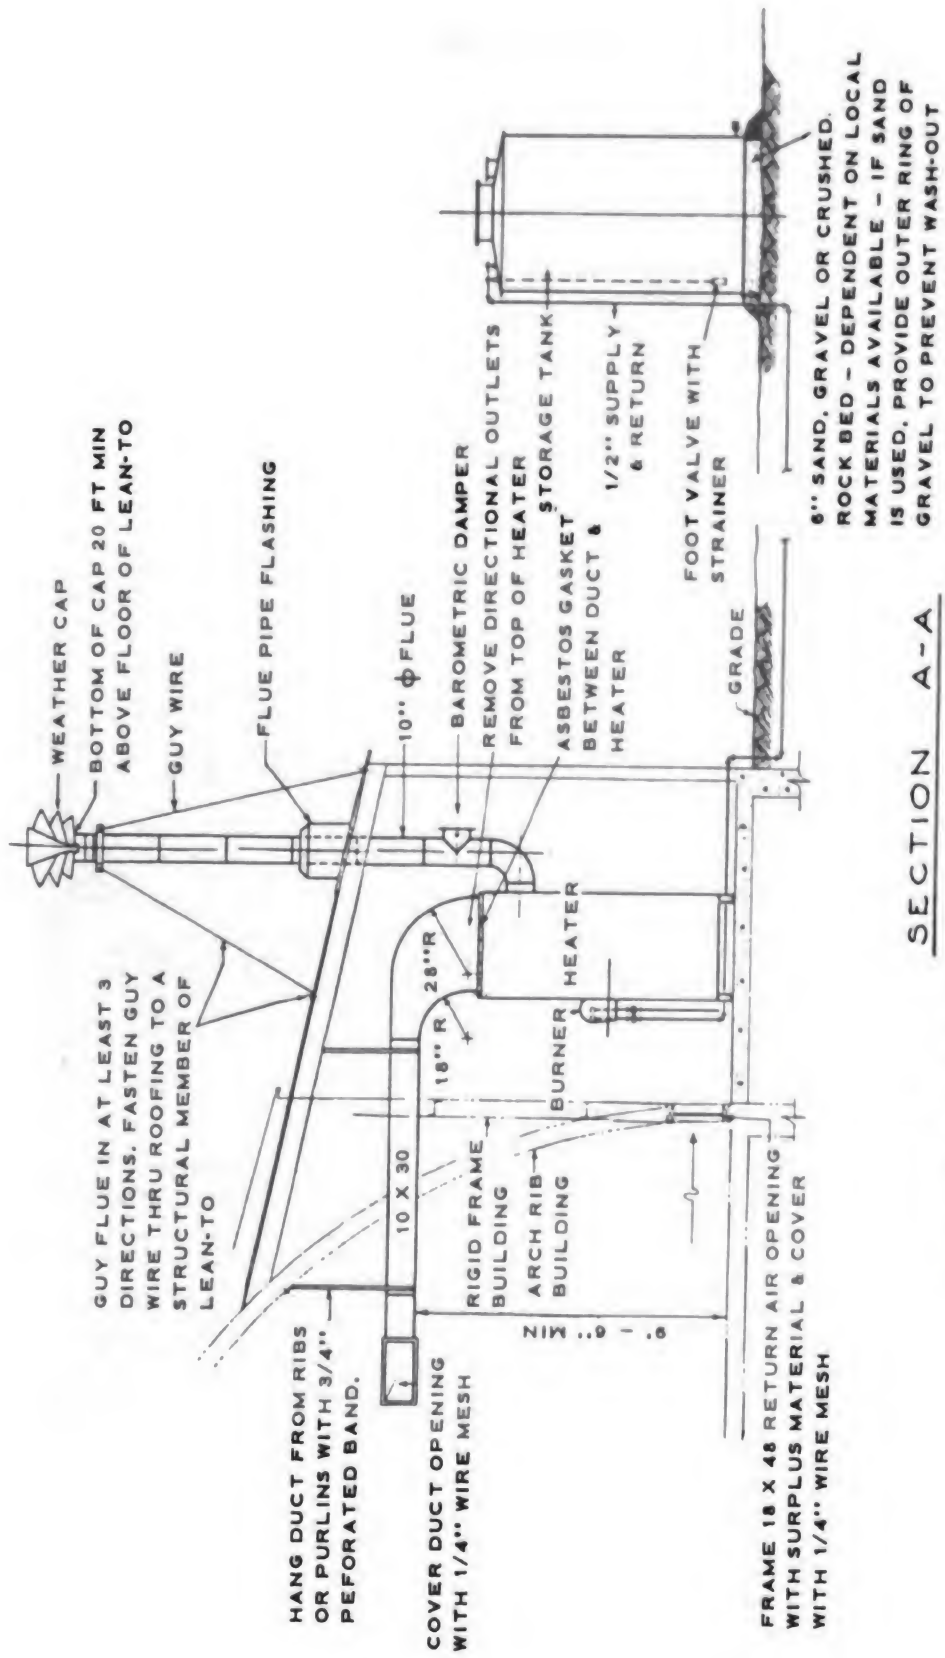 WEATHER CAP
BOTTOM OF CAP 20 FT MIN
ABOVE FLOOR OF LEAN-TO
GUY WIRE
FLUE PIPE FLASHING
GUY FLUE IN AT LEAST 3
DIRECTIONS. FASTEN GUY
WIRE THRU ROOFING TO A
STRUCTURAL MEMBER OF
LEAN-TO
HANG DUCT FROM RIBS
OR PURLINS WITH 3/4"
PEFORATED BAND.
COVER DUCT OPENING
WITH 1/4" WIRE MESH
10 X 30
18" R
28" R
10" ϕ FLUE
BAROMETRIC DAMPER
REMOVE DIRECTIONAL OUTLETS
FROM TOP OF HEATER
STORAGE TANK
ASBESTOS GASKET
BETWEEN DUCT &
HEATER
1/2" SUPPLY
& RETURN
RIGID FRAME
BUILDING
ARCH RIB
BUILDING
BURNER
HEATER
FOOT VALVE WITH
STRAINER
GRADE
9' - 6" MIN
FRAME 18 X 48 RETURN AIR OPENING
WITH SURPLUS MATERIAL & COVER
WITH 1/4" WIRE MESH
6" SAND, GRAVEL OR CRUSHED.
ROCK BED - DEPENDENT ON LOCAL
MATERIALS AVAILABLE - IF SAND
IS USED, PROVIDE OUTER RING OF
GRAVEL TO PREVENT WASH-OUT
SECTION A-A